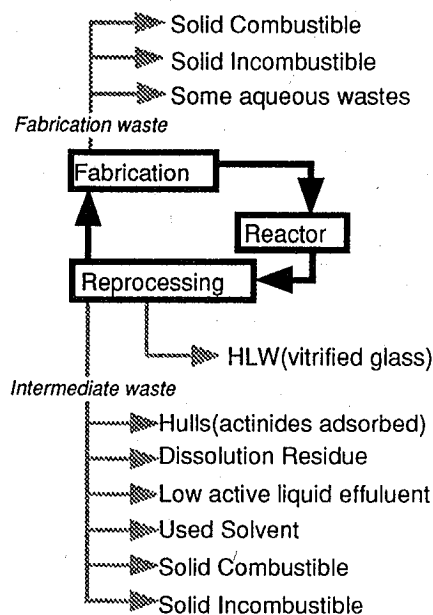 Solid Combustible
Solid Incombustible
Some aqueous wastes
Fabrication waste
Fabrication
Reactor
Reprocessing
HLW(vitrified glass)
Intermediate waste
Hulls(actinides adsorbed)
Dissolution Residue
Low active liquid effuluent
Used Solvent
Solid Combustible
Solid Incombustible